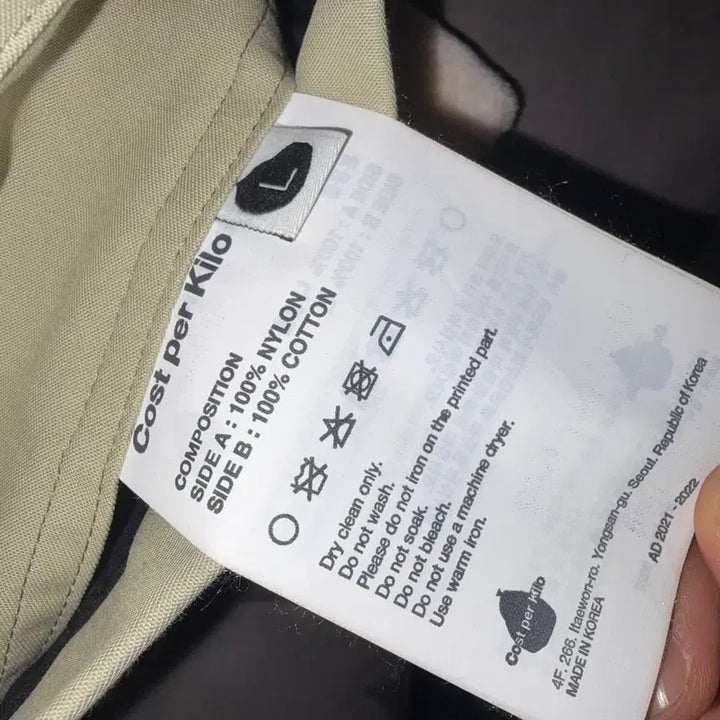 L
Cost per Kilo
COMPOSITION
SIDE A : 100% NYLON
SIDE B : 100% COTTON
Dry clean only.
Do not wash.
Please do not iron on the printed part.
Do not soak.
Do not bleach.
Do not use a machine dryer.
Use warm iron.
Cost per Kilo
4F. 266. Itaewon-ro. Yongsan-gu. Seoul. Republic of Korea
MADE IN KOREA
AD 2021 - 2022